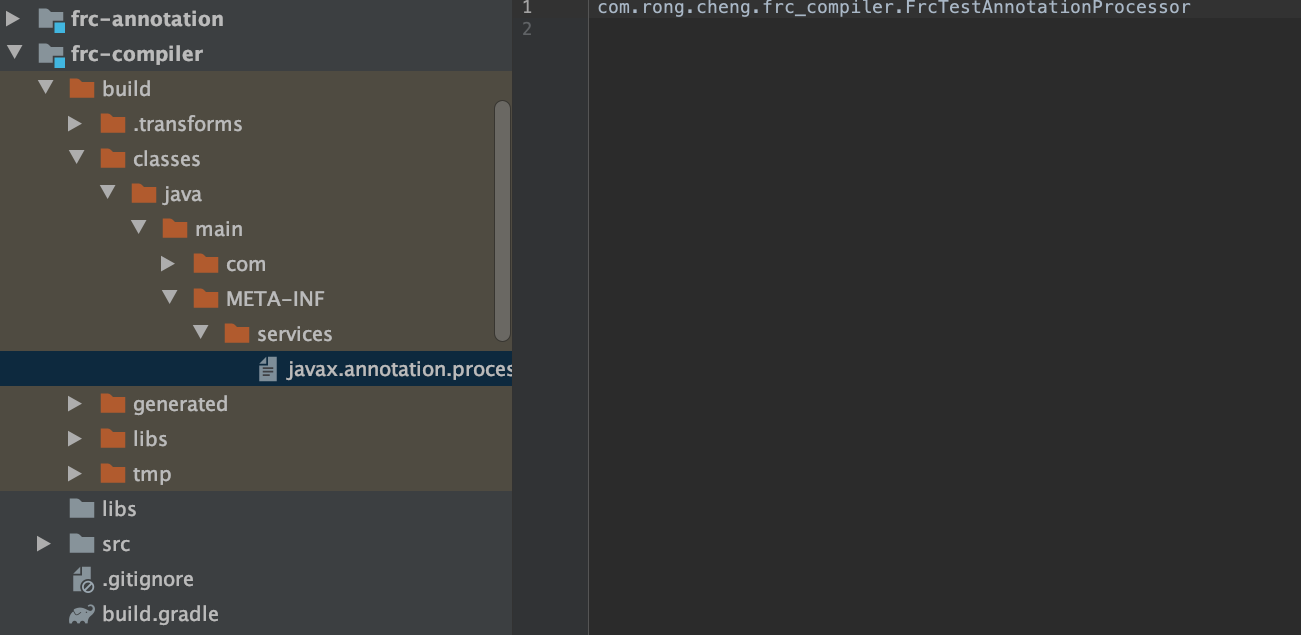 frc-annotation
frc-compiler
build
.transforms
classes
java
main
com
META-INF
services
javax.annotation.proces
generated
libs
tmp
libs
src
.gitignore
build.gradle
1 com.rong.cheng.frc_compiler.FrcTestAnnotationProcessor
2